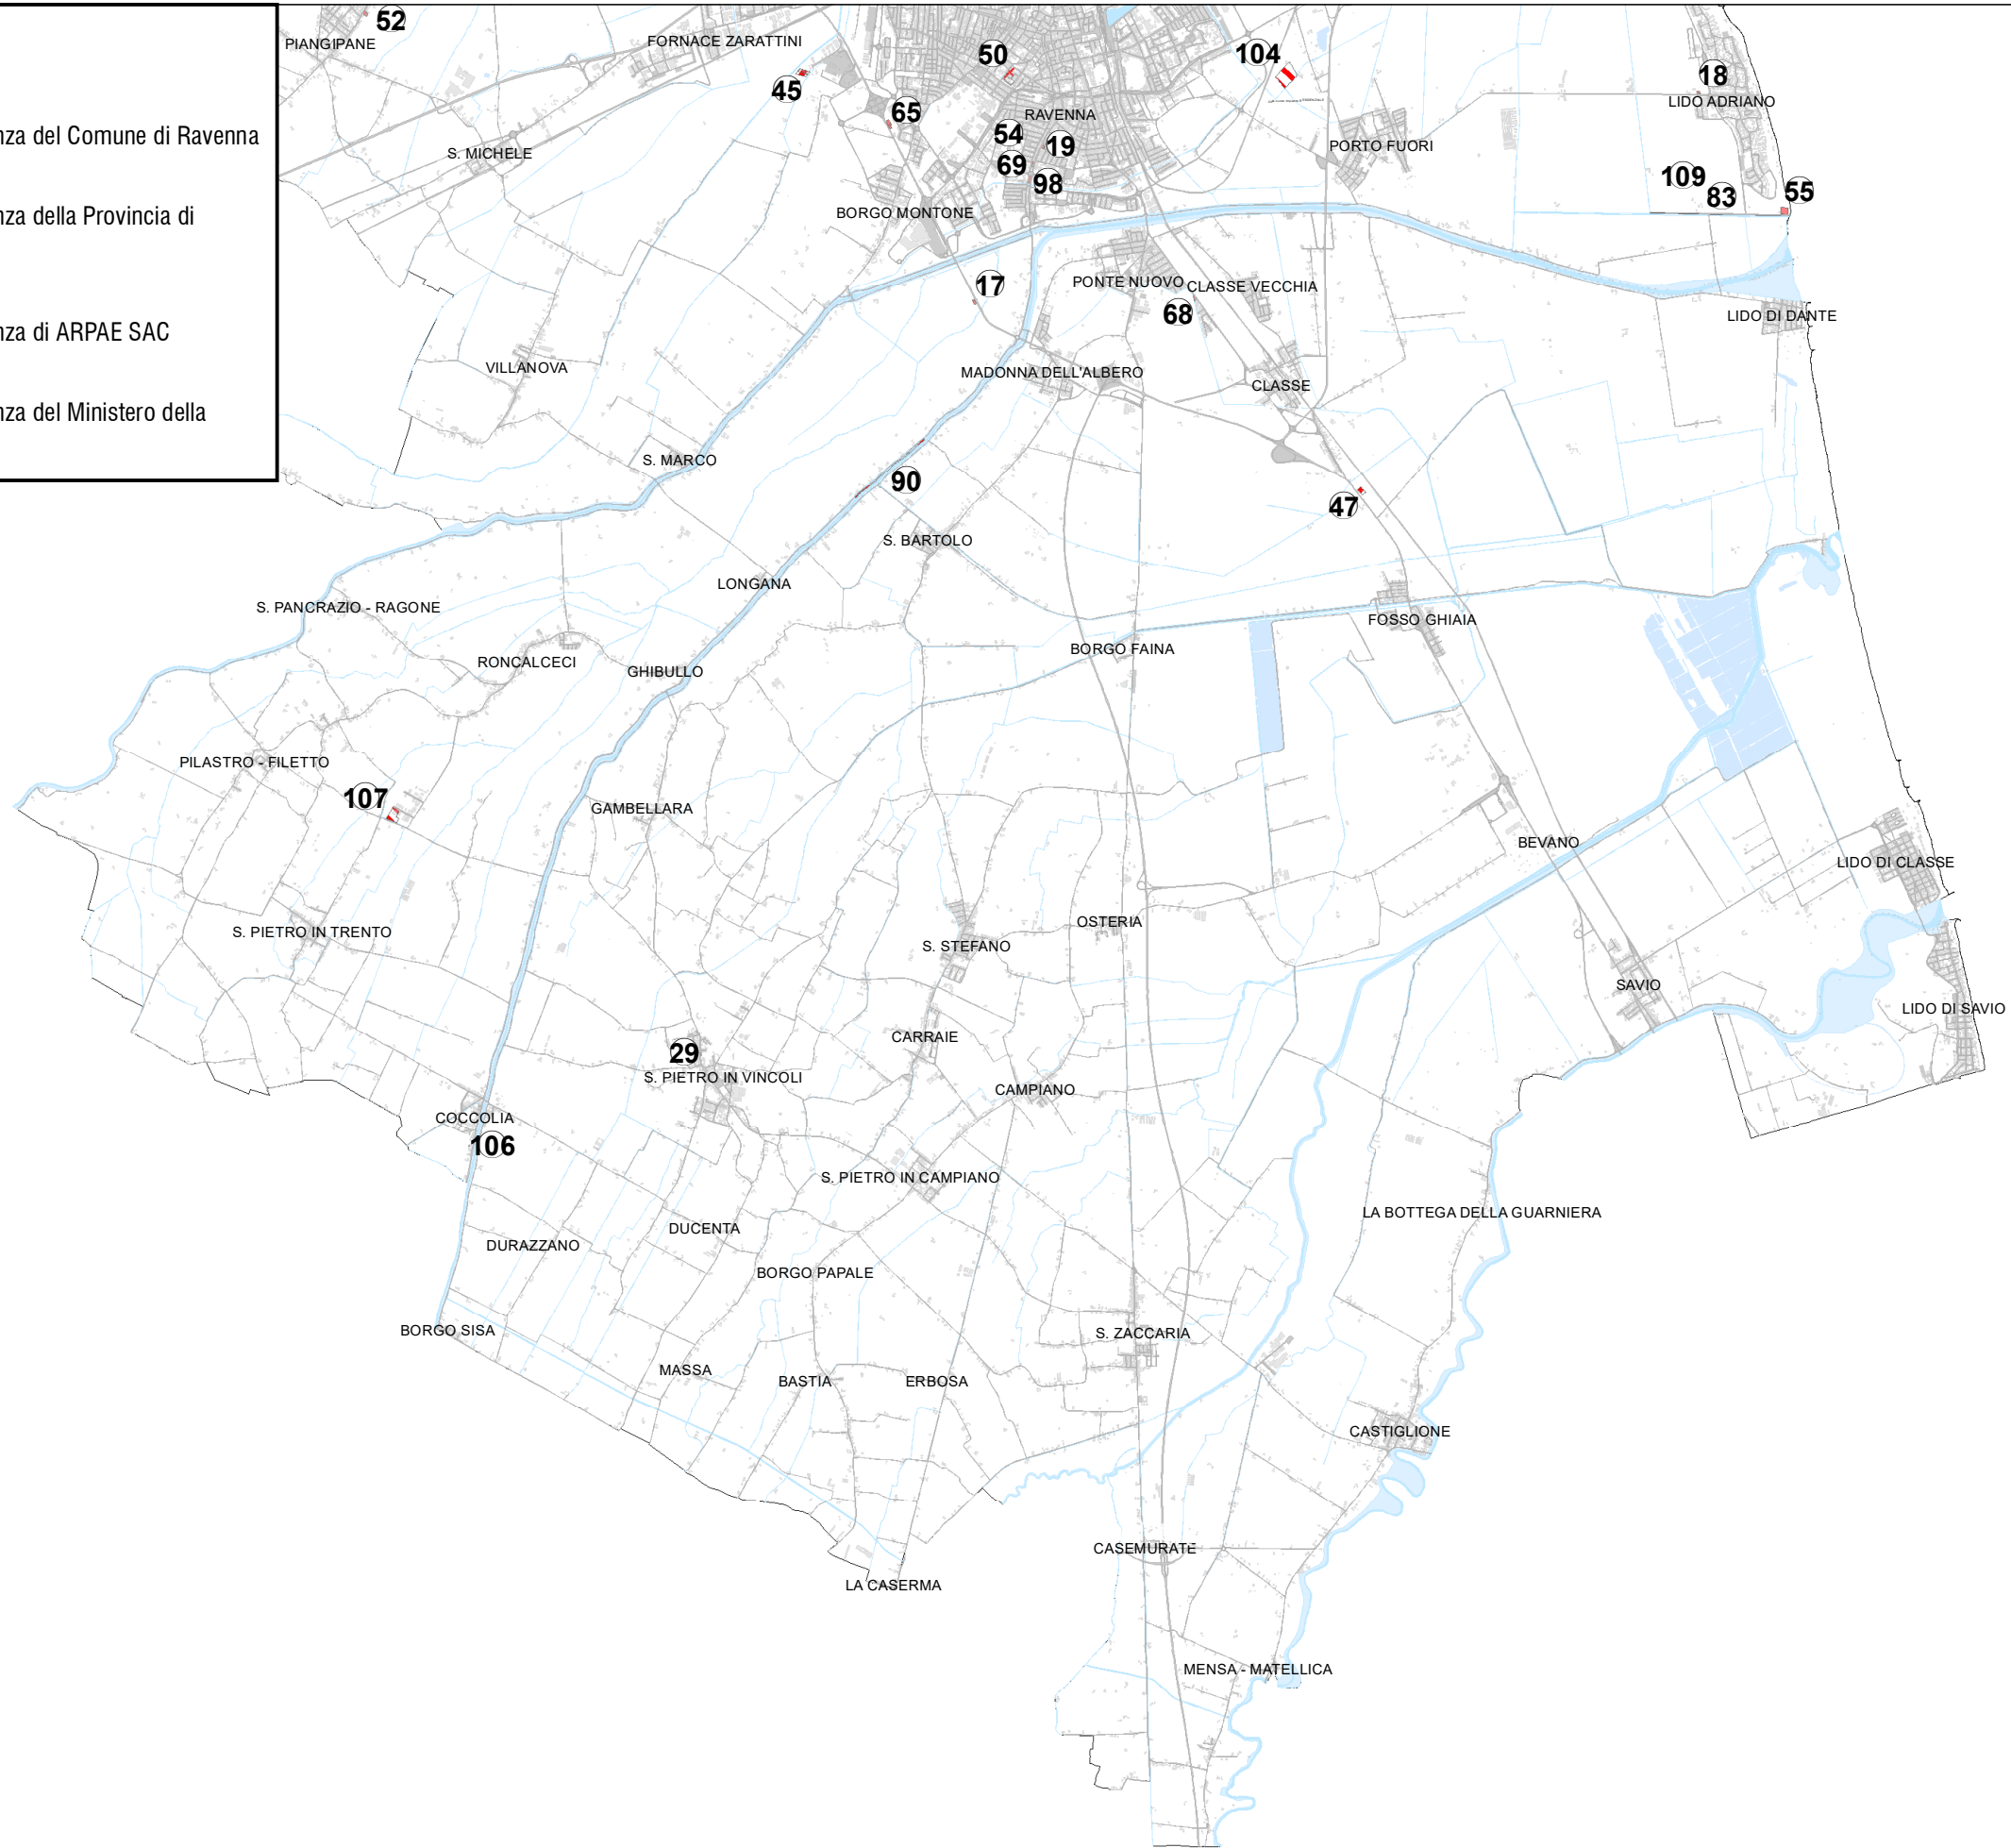 52
PIANGIPANE
FORNACE ZARATTINI
50
104
45
18
LIDO ADRIANO
65
RAVENNA
nza del Comune di Ravenna
54
19
S. MICHELE
PORTO FUORI
69
98
109
83
55
nza della Provincia di
BORGO MONTONE
17
PONTE NUOVO
CLASSE VECCHIA
68
LIDO DI DANTE
nza di ARPAE SAC
VILLANOVA
MADONNA DELL'ALBERO
CLASSE
nza del Ministero della
S. MARCO
90
47
S. BARTOLO
LONGANA
S. PANCRAZIO - RAGONE
FOSSO GHIAIA
BORGO FAINA
RONCALCECI
GHIBULLO
PILASTRO - FILETTO
107
GAMBELLARA
BEVANO
LIDO DI CLASSE
S. PIETRO IN TRENTO
OSTERIA
S. STEFANO
SAVIO
LIDO DI SAVIO
CARRAIE
29
S. PIETRO IN VINCOLI
CAMPIANO
COCCOLIA
106
S. PIETRO IN CAMPIANO
LA BOTTEGA DELLA GUARNIERA
DUCENTA
DURAZZANO
BORGO PAPALE
BORGO SISA
S. ZACCARIA
MASSA
BASTIA
ERBOSA
CASTIGLIONE
CASEMURATE
LA CASERMA
MENSA - MATELLICA